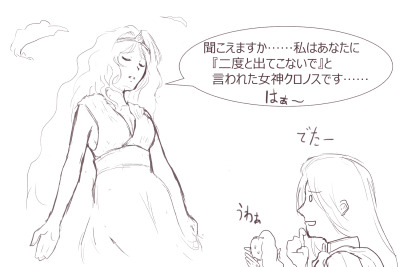 聞こえますか……私はあなたに
『二度と出てこないで』と
言われた女神クロノスです……
はぁ～
でたー
うわぁ